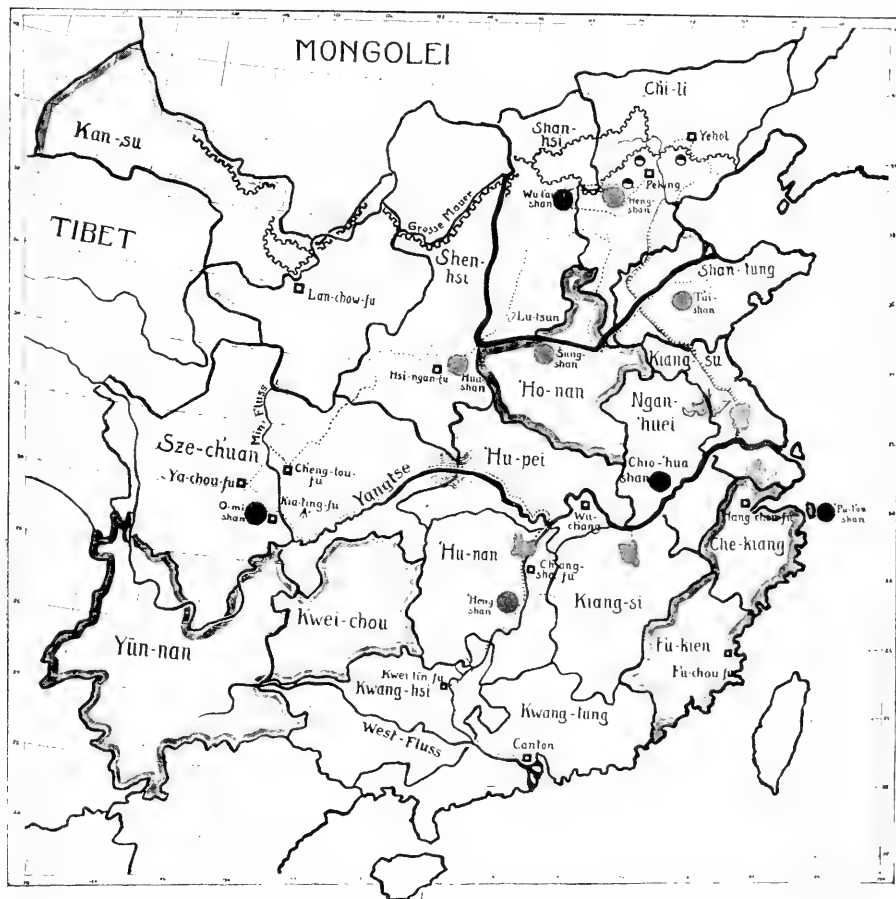 MONGOLEI
Chi-li
Kan-su
Shan-
hsi
Yehol
Peking
Wu tai
shan
Heng-
shan
Grosse Mauer
TIBET
Shen-
hsi
Shan-tung
Tai-
shan
Lan-chow-fu
Lu-tsun
Sung-
shan
Kiang-su
Hsi-ngan-fu
Hua-
shan
'Ho-nan
Ngan-
'huei
Min Fluss
Sze-ch'uan
Cheng-tou-
fu
Ya-chou-fu
Yangtse
'Hu-pei
Chio-'hua
shan
O-mi
shan
Kia-ting-fu
Wu-
chang
Hang chou-fu
Pu-t'ou
shan
Che-kiang
'Hu-nan
Chang-
sha fu
Kiang-si
'Heng
shan
Kwei-chou
Yün-nan
Fu-kien
Fu-chou fu
Kwei lin fu
Kwang-hsi
Kwang-tung
West-Fluss
Canton